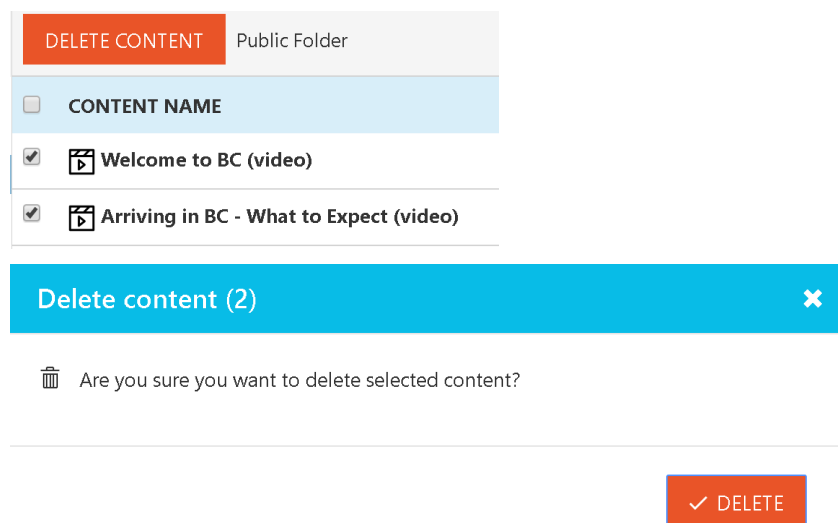 DELETE CONTENT Public Folder
CONTENT NAME
Welcome to BC (video)
Arriving in BC - What to Expect (video)
Delete content (2)
Are you sure you want to delete selected content?
DELETE